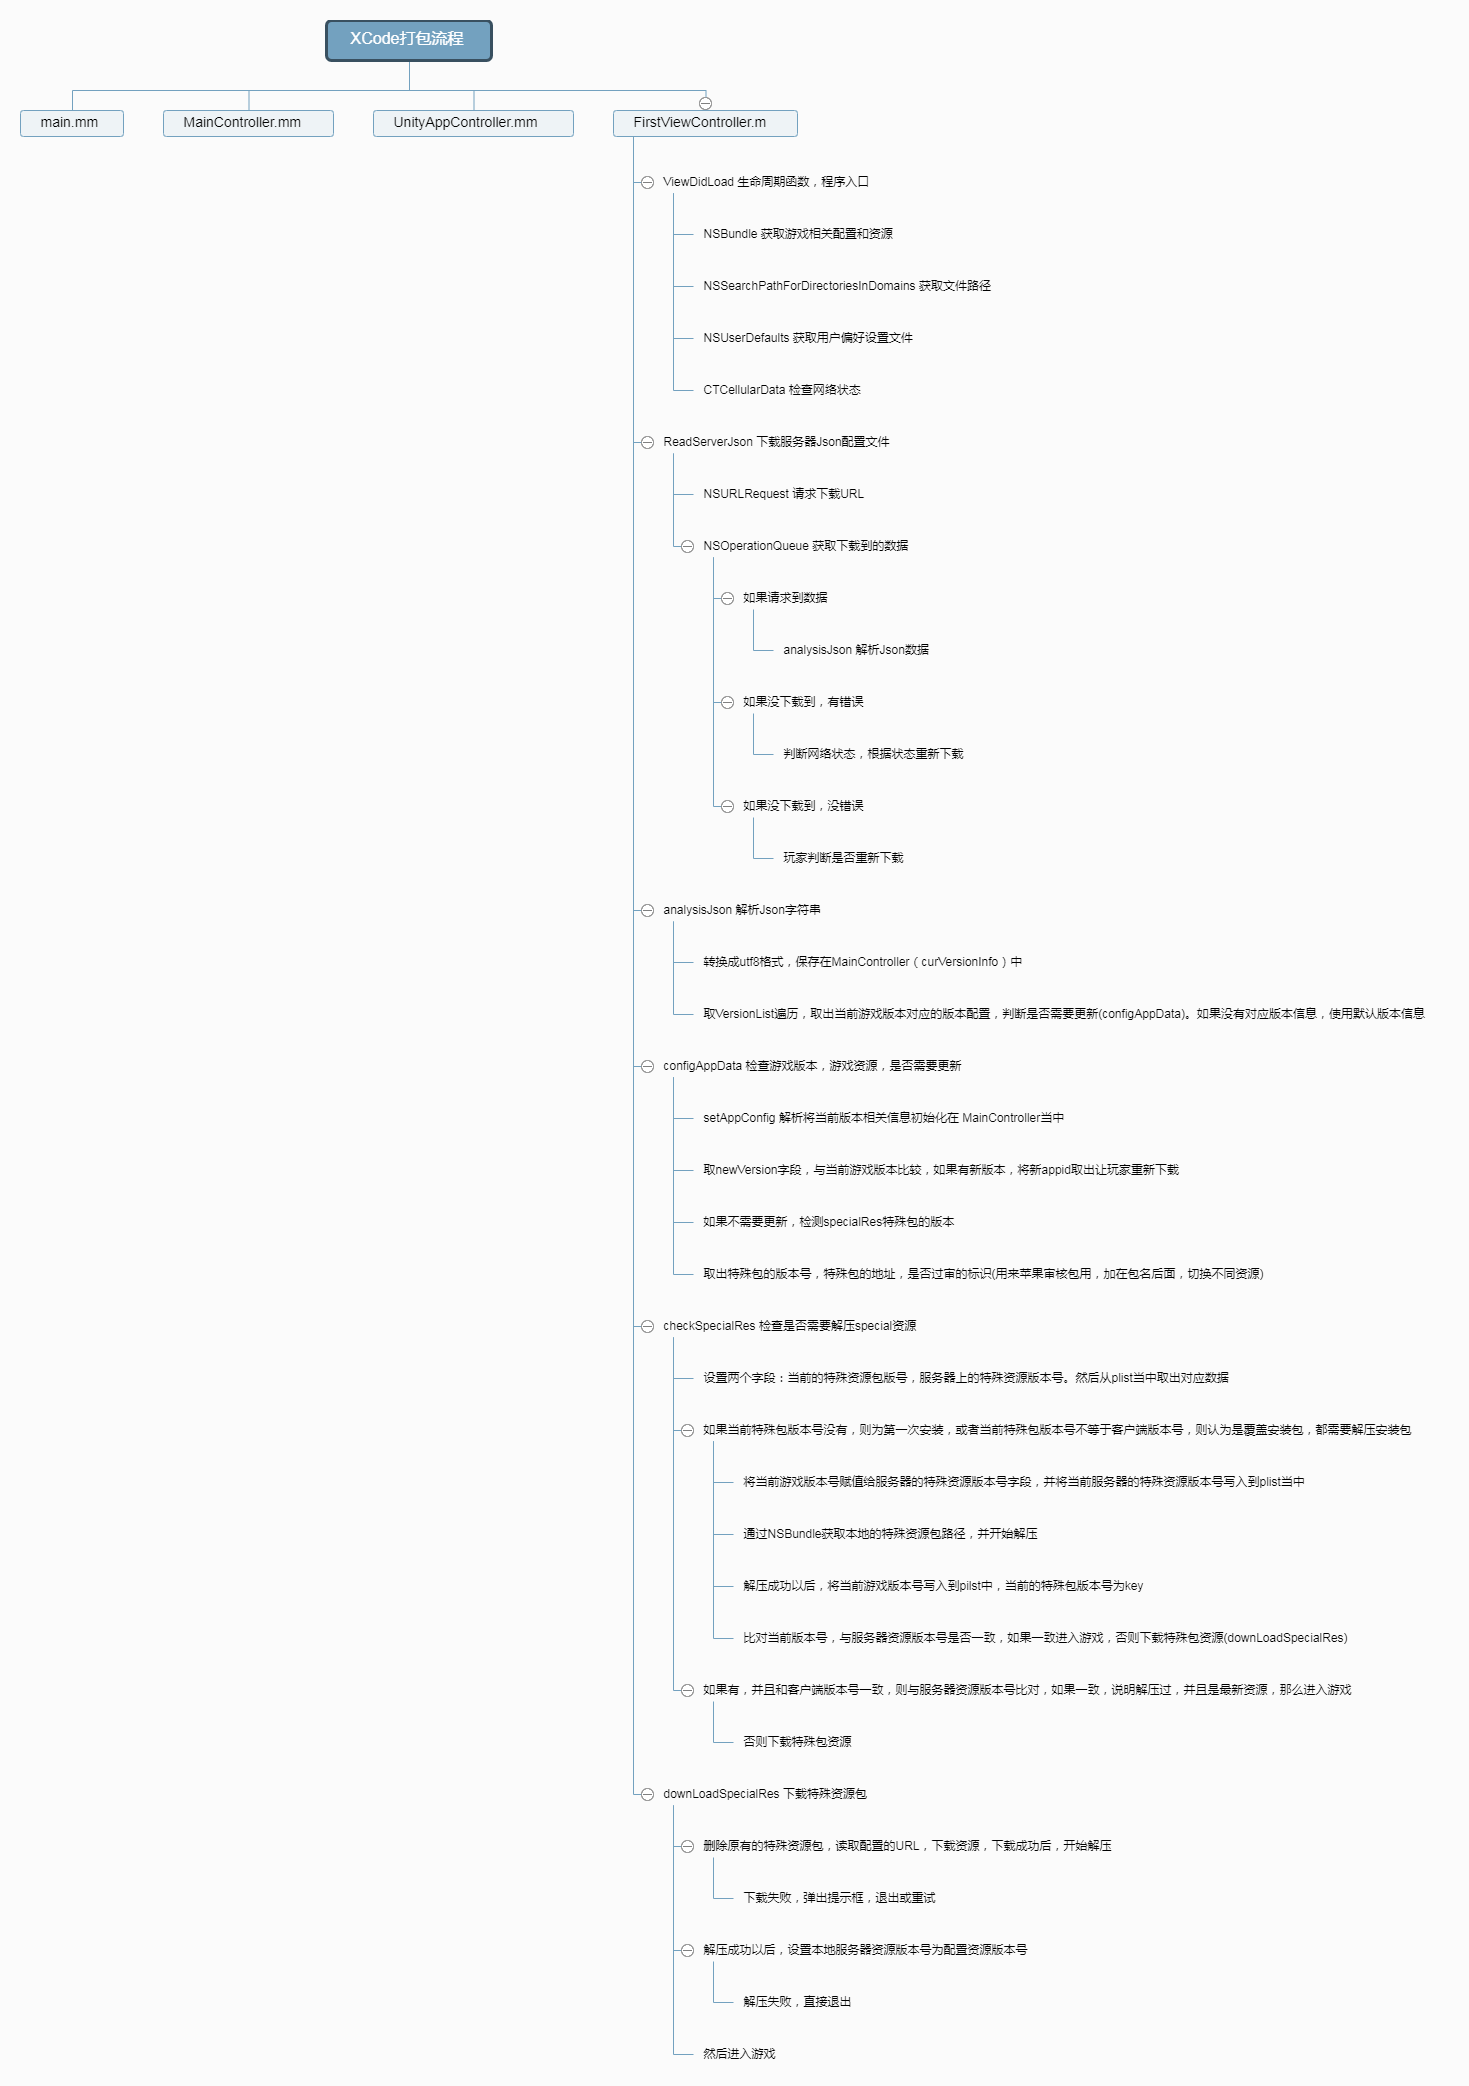 XCode打包流程
main.mm
MainController.mm
UnityAppController.mm
FirstViewController.m
ViewDidLoad 生命周期函数，程序入口
NSBundle 获取游戏相关配置和资源
NSSearchPathForDirectoriesInDomains 获取文件路径
NSUserDefaults 获取用户偏好设置文件
CTCellularData 检查网络状态
ReadServerJson 下载服务器Json配置文件
NSURLRequest 请求下载URL
NSOperationQueue 获取下载到的数据
如果请求到数据
analysisJson 解析Json数据
如果没下载到，有错误
判断网络状态，根据状态重新下载
如果没下载到，没错误
玩家判断是否重新下载
analysisJson 解析Json字符串
转换成utf8格式，保存在MainController（curVersionInfo）中
取VersionList遍历，取出当前游戏版本对应的版本配置，判断是否需要更新(configAppData)。如果没有对应版本信息，使用默认版本信息
configAppData 检查游戏版本，游戏资源，是否需要更新
setAppConfig 解析将当前版本相关信息初始化在 MainController当中
取newVersion字段，与当前游戏版本比较，如果有新版本，将新appid取出让玩家重新下载
如果不需要更新，检测specialRes特殊包的版本
取出特殊包的版本号，特殊包的地址，是否过审的标识(用来苹果审核包用，加在包名后面，切换不同资源)
checkSpecialRes 检查是否需要解压special资源
设置两个字段：当前的特殊资源包版号，服务器上的特殊资源版本号。然后从plist当中取出对应数据
如果当前特殊包版本号没有，则为第一次安装，或者当前特殊包版本号不等于客户端版本号，则认为是覆盖安装包，都需要解压安装包
将当前游戏版本号赋值给服务器的特殊资源版本号字段，并将当前服务器的特殊资源版本号写入到plist当中
通过NSBundle获取本地的特殊资源包路径，并开始解压
解压成功以后，将当前游戏版本号写入到pilst中，当前的特殊包版本号为key
比对当前版本号，与服务器资源版本号是否一致，如果一致进入游戏，否则下载特殊包资源(downLoadSpecialRes)
如果有，并且和客户端版本号一致，则与服务器资源版本号比对，如果一致，说明解压过，并且是最新资源，那么进入游戏
否则下载特殊包资源
downLoadSpecialRes 下载特殊资源包
删除原有的特殊资源包，读取配置的URL，下载资源，下载成功后，开始解压
下载失败，弹出提示框，退出或重试
解压成功以后，设置本地服务器资源版本号为配置资源版本号
解压失败，直接退出
然后进入游戏